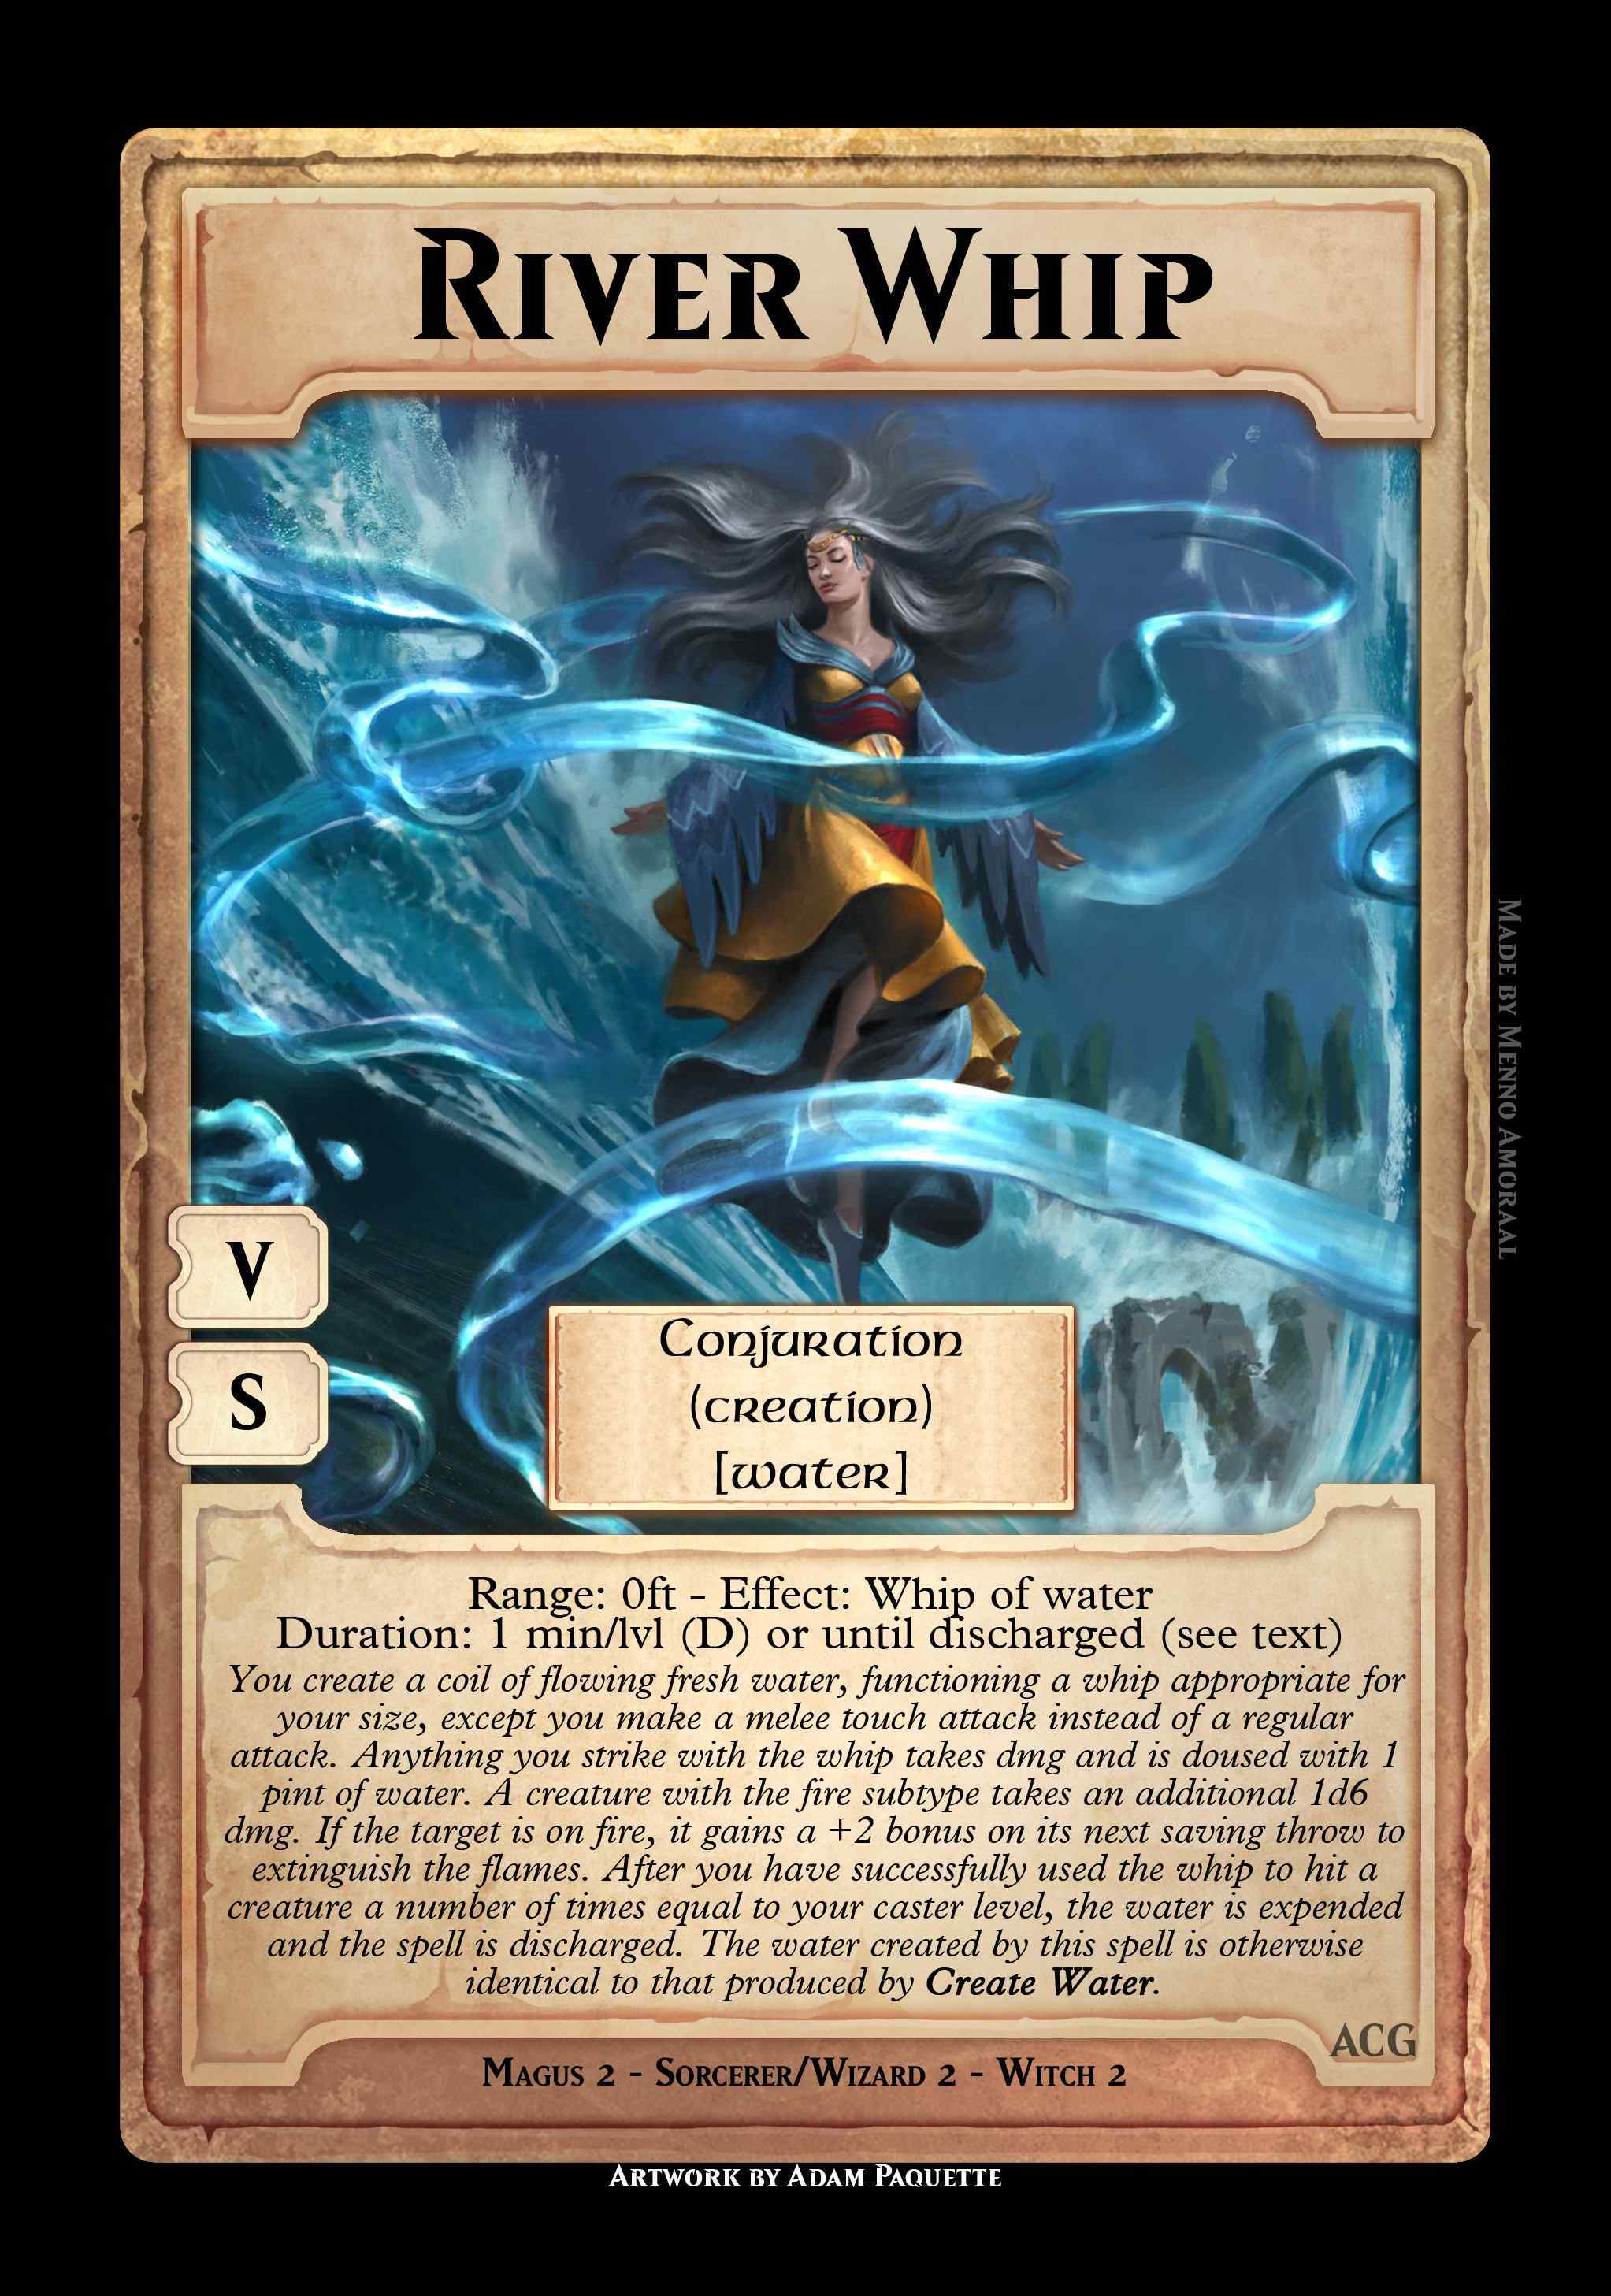 River Whip
V
S
Conjuration
(creation)
[water]
Range: 0ft - Effect: Whip of water
Duration: 1 min/lvl (D) or until discharged (see text)
You create a coil of flowing fresh water, functioning a whip appropriate for
your size, except you make a melee touch attack instead of a regular
attack. Anything you strike with the whip takes dmg and is doused with 1
pint of water. A creature with the fire subtype takes an additional 1d6
dmg. If the target is on fire, it gains a +2 bonus on its next saving throw to
extinguish the flames. After you have successfully used the whip to hit a
creature a number of times equal to your caster level, the water is expended
and the spell is discharged. The water created by this spell is otherwise
identical to that produced by Create Water.
ACG
Magus 2 - Sorcerer/Wizard 2 - Witch 2
Artwork by Adam Paquette
Made by Menno Amoraal